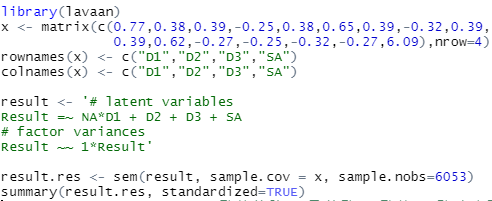 library(lavaan)
x <- matrix(c(0.77,0.38,0.39,-0.25,0.38,0.65,0.39,-0.32,0.39,
0.39,0.62,-0.27,-0.25,-0.32,-0.27,6.09),nrow=4)
rownames(x) <- c("D1","D2","D3","SA")
colnames(x) <- c("D1","D2","D3","SA")
result <- '# latent variables
Result =~ NA*D1 + D2 + D3 + SA
# factor variances
Result ~~ 1*Result'
result.res <- sem(result, sample.cov = x, sample.nobs=6053)
summary(result.res, standardized=TRUE)